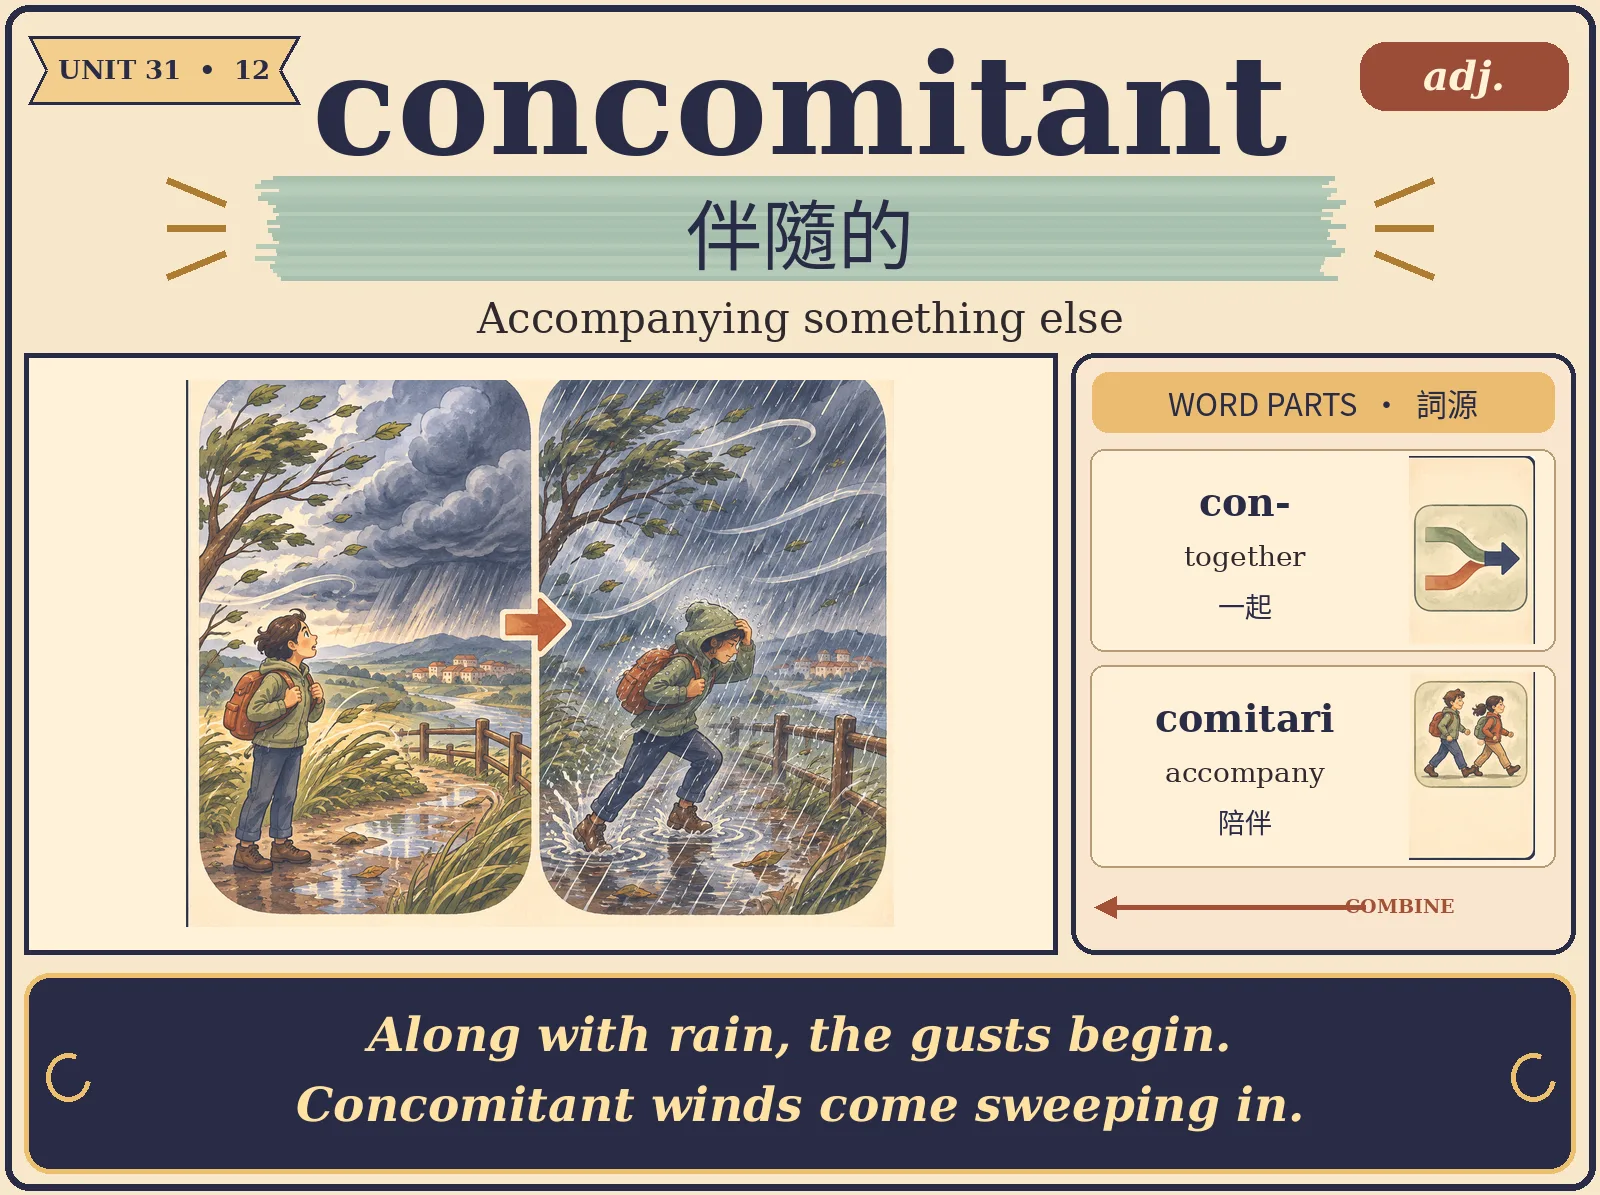 UNIT 31 • 12
concomitant
adj.
伴隨的
Accompanying something else
WORD PARTS • 詞源
con-
together
一起
comitari
accompany
陪伴
COMBINE
Along with rain, the gusts begin.
Concomitant winds come sweeping in.